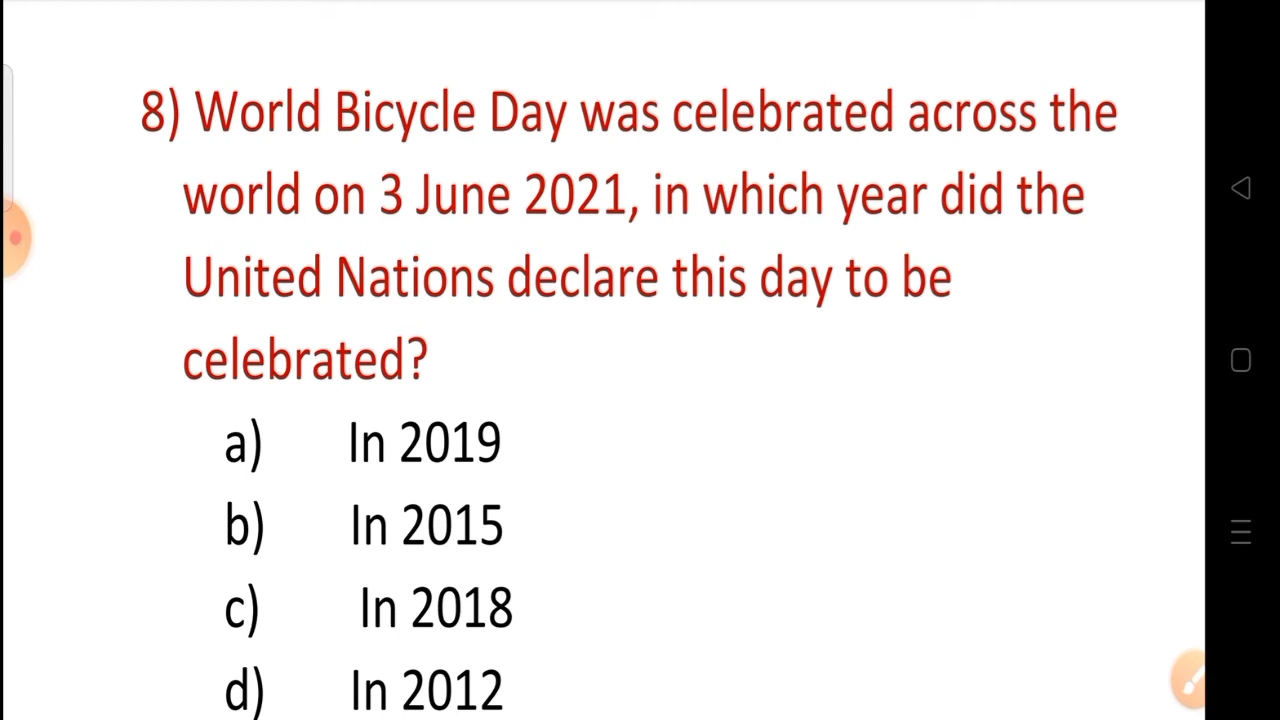 8) World Bicycle Day was celebrated across the
world on 3 June 2021, in which year did the
United Nations declare this day to be
celebrated?
a) In 2019
b) In 2015
c) In 2018
d) In 2012